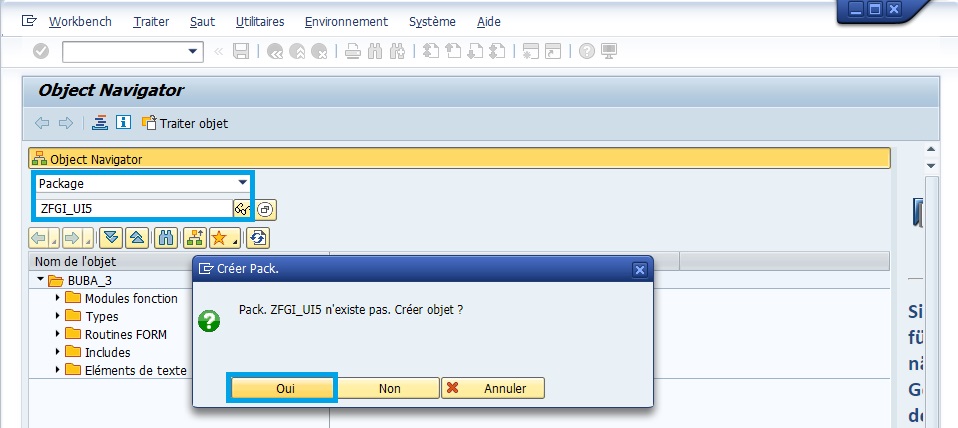 Workbench Traiter Saut Utilitaires Environnement Système Aide
Object Navigator
Traiter objet
Object Navigator
Package
ZFGI_UI5
Nom de l'objet
BUBA_3
Modules fonction
Types
Routines FORM
Includes
Eléments de texte
Créer Pack.
Pack. ZFGI_UI5 n'existe pas. Créer objet ?
Oui Non Annuler
Si
fü
nä
de